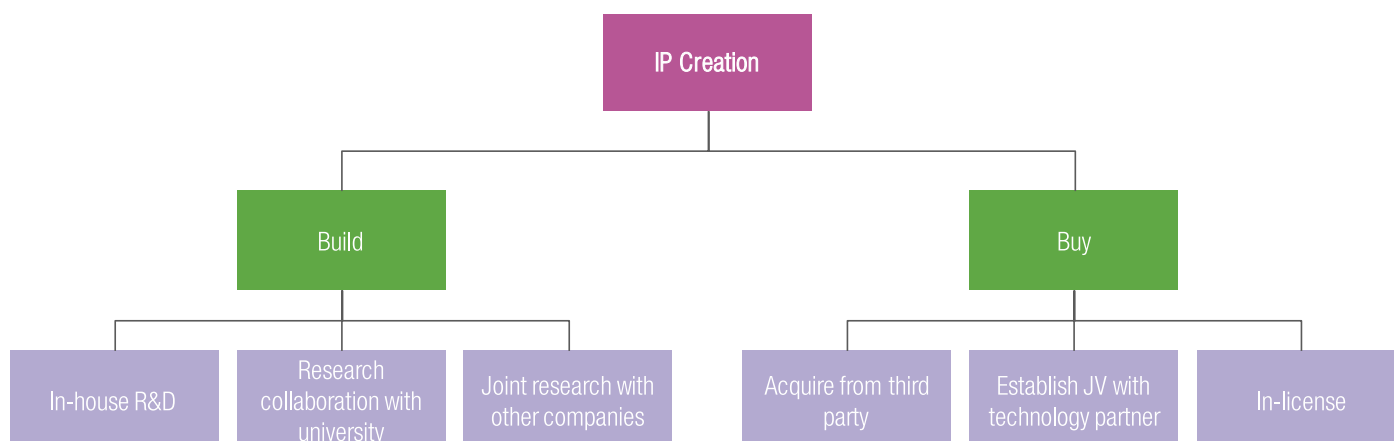 IP Creation
Build
Buy
In-house R&D
Research
collaboration with
university
Joint research with
other companies
Acquire from third
party
Establish JV with
technology partner
In-license